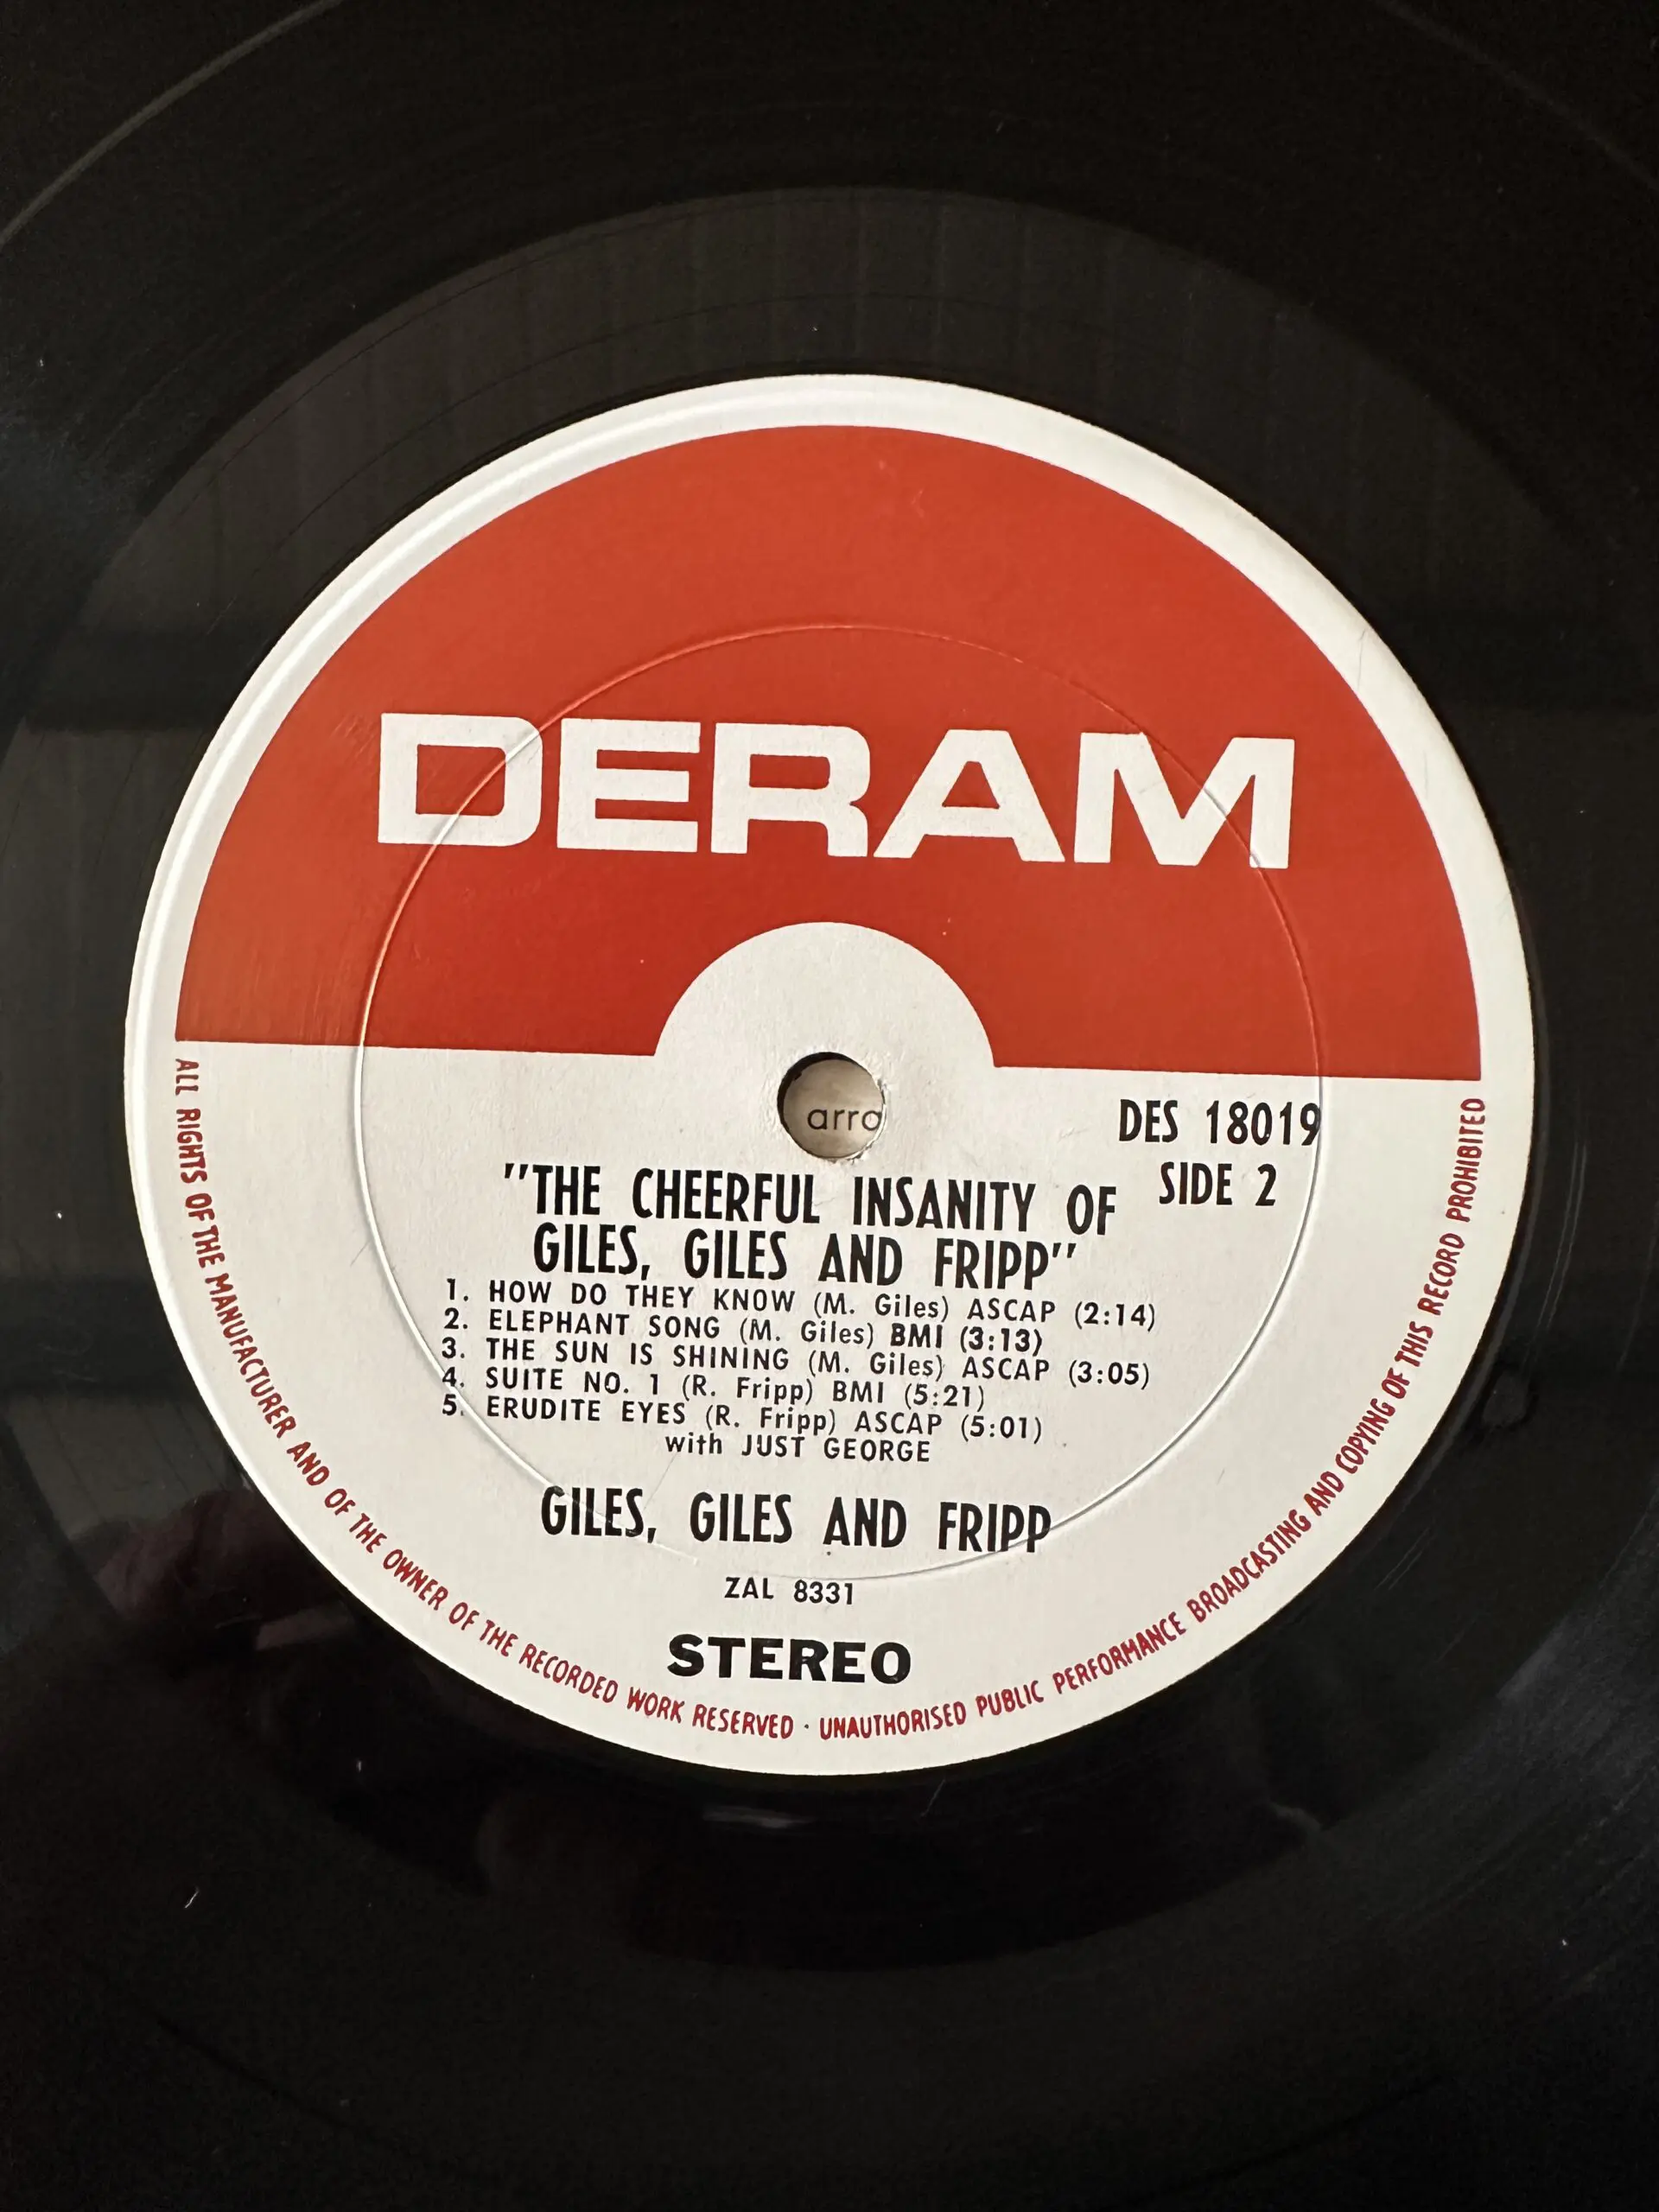 DERAM
arro
DES 18019
SIDE 2
"THE CHEERFUL INSANITY OF
GILES, GILES AND FRIPP"
1. HOW DO THEY KNOW (M. Giles) ASCAP (2:14)
2. ELEPHANT SONG (M. Giles) BMI (3:13)
3. THE SUN IS SHINING (M. Giles) ASCAP (3:05)
4. SUITE NO. 1 (R. Fripp) BMI (5:21)
5. ERUDITE EYES (R. Fripp) ASCAP (5:01)
with JUST GEORGE
GILES, GILES AND FRIPP
ZAL 8331
STEREO
ALL RIGHTS OF THE MANUFACTURER AND OF THE OWNER OF THE RECORDED WORK RESERVED · UNAUTHORISED PUBLIC PERFORMANCE BROADCASTING AND COPYING OF THIS RECORD PROHIBITED